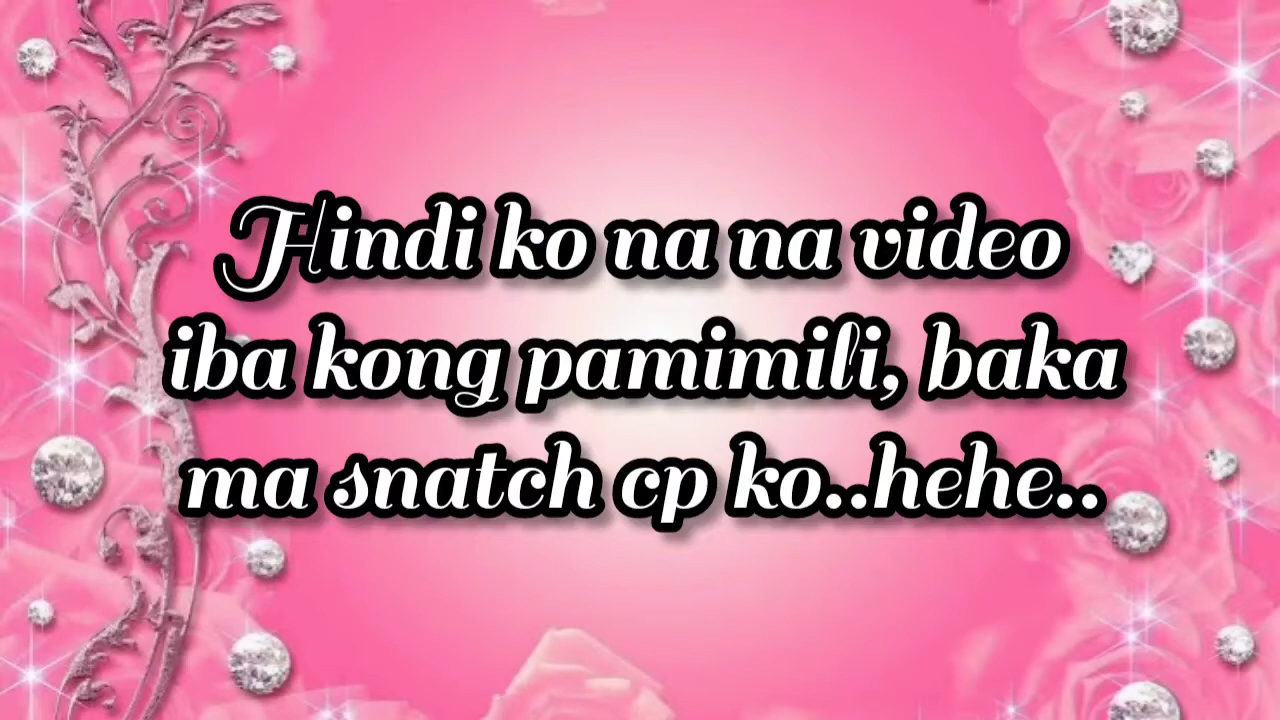 Hindi ko na na video
iba kong pamimili, baka
ma snatch cp ko..hehe..